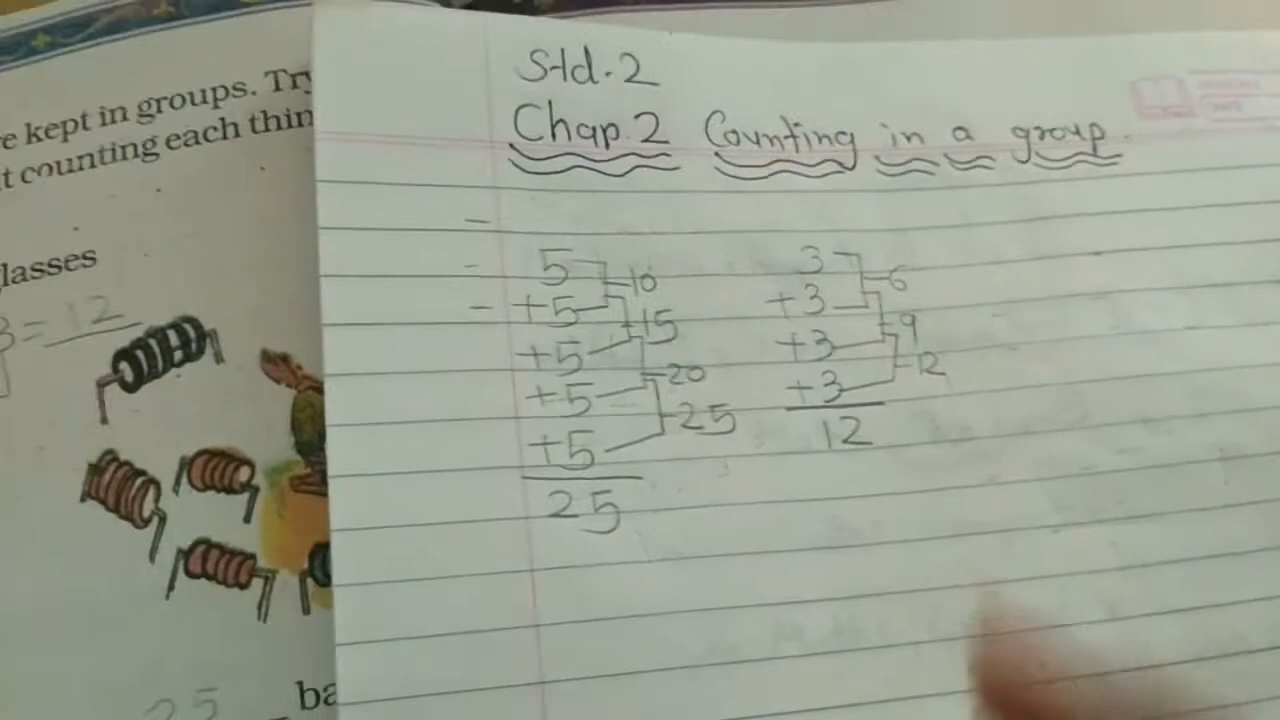 e kept in groups. Try
t counting each thin
lasses
3 = 12
25 ba
Std. 2
Chap. 2 Counting in a group.
5
+5
+5
+5
+5
25
10
15
20
25
3
+3
+3
+3
12
6
9
12